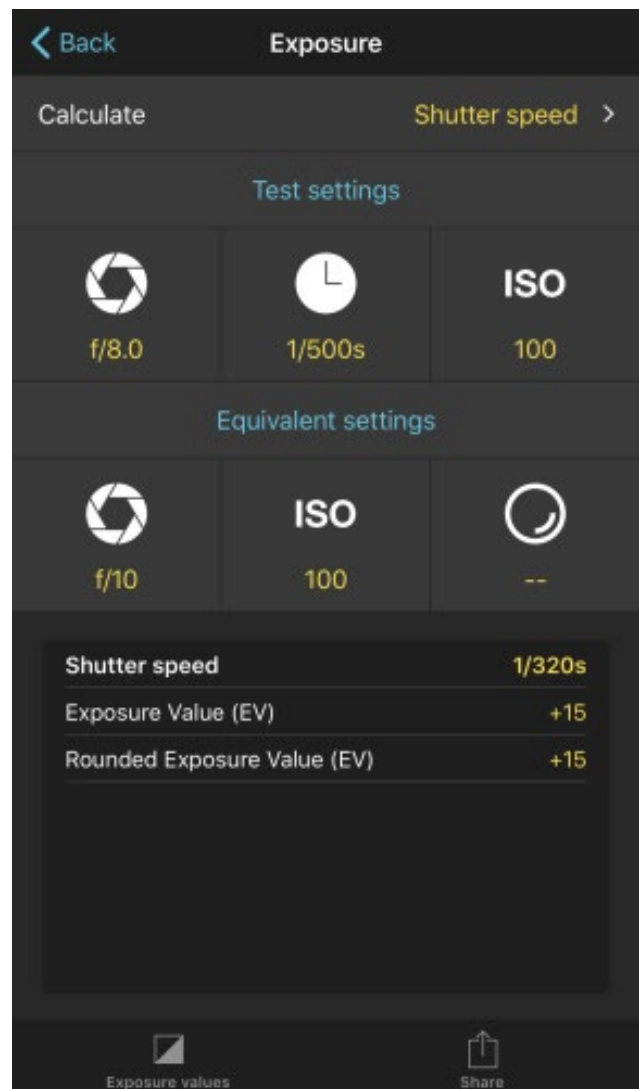 Back Exposure
Calculate Shutter speed
Test settings
ISO
f/8.0 1/500s 100
Equivalent settings
ISO
f/10 100 --
Shutter speed 1/320s
Exposure Value (EV) +15
Rounded Exposure Value (EV) +15
Exposure values Share